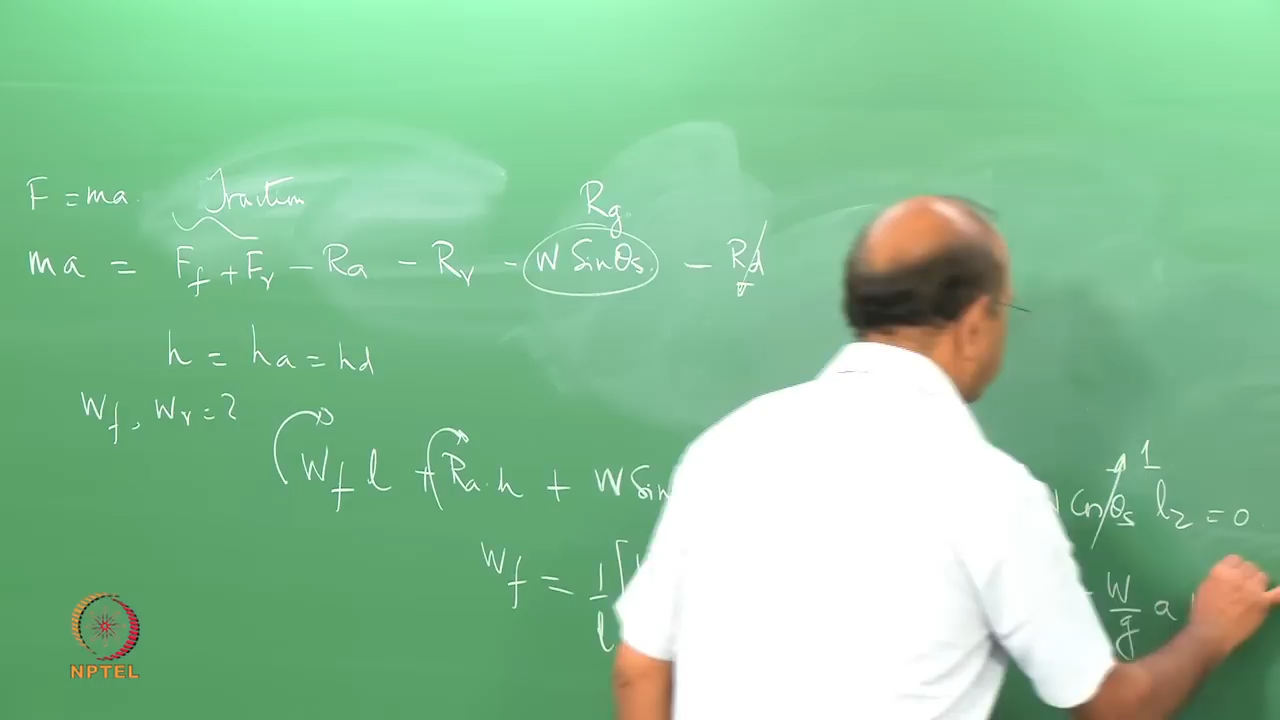 F = ma. Traction
Rg.
ma = Ff + Fr - Ra - Rr - W Sinθs. - Rd
h = ha = hd
Wf, Wr = ?
Wf l + Ra.h + W Sin Cosθs l2 = 0
1
Wf = 1/l [ W/g a
NPTEL